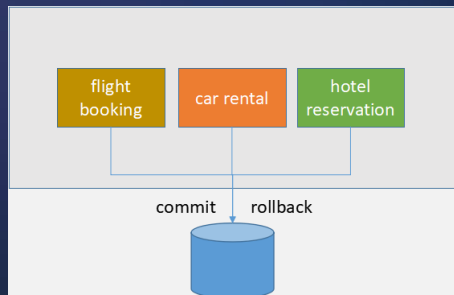 flight
booking
car rental
hotel
reservation
commit rollback